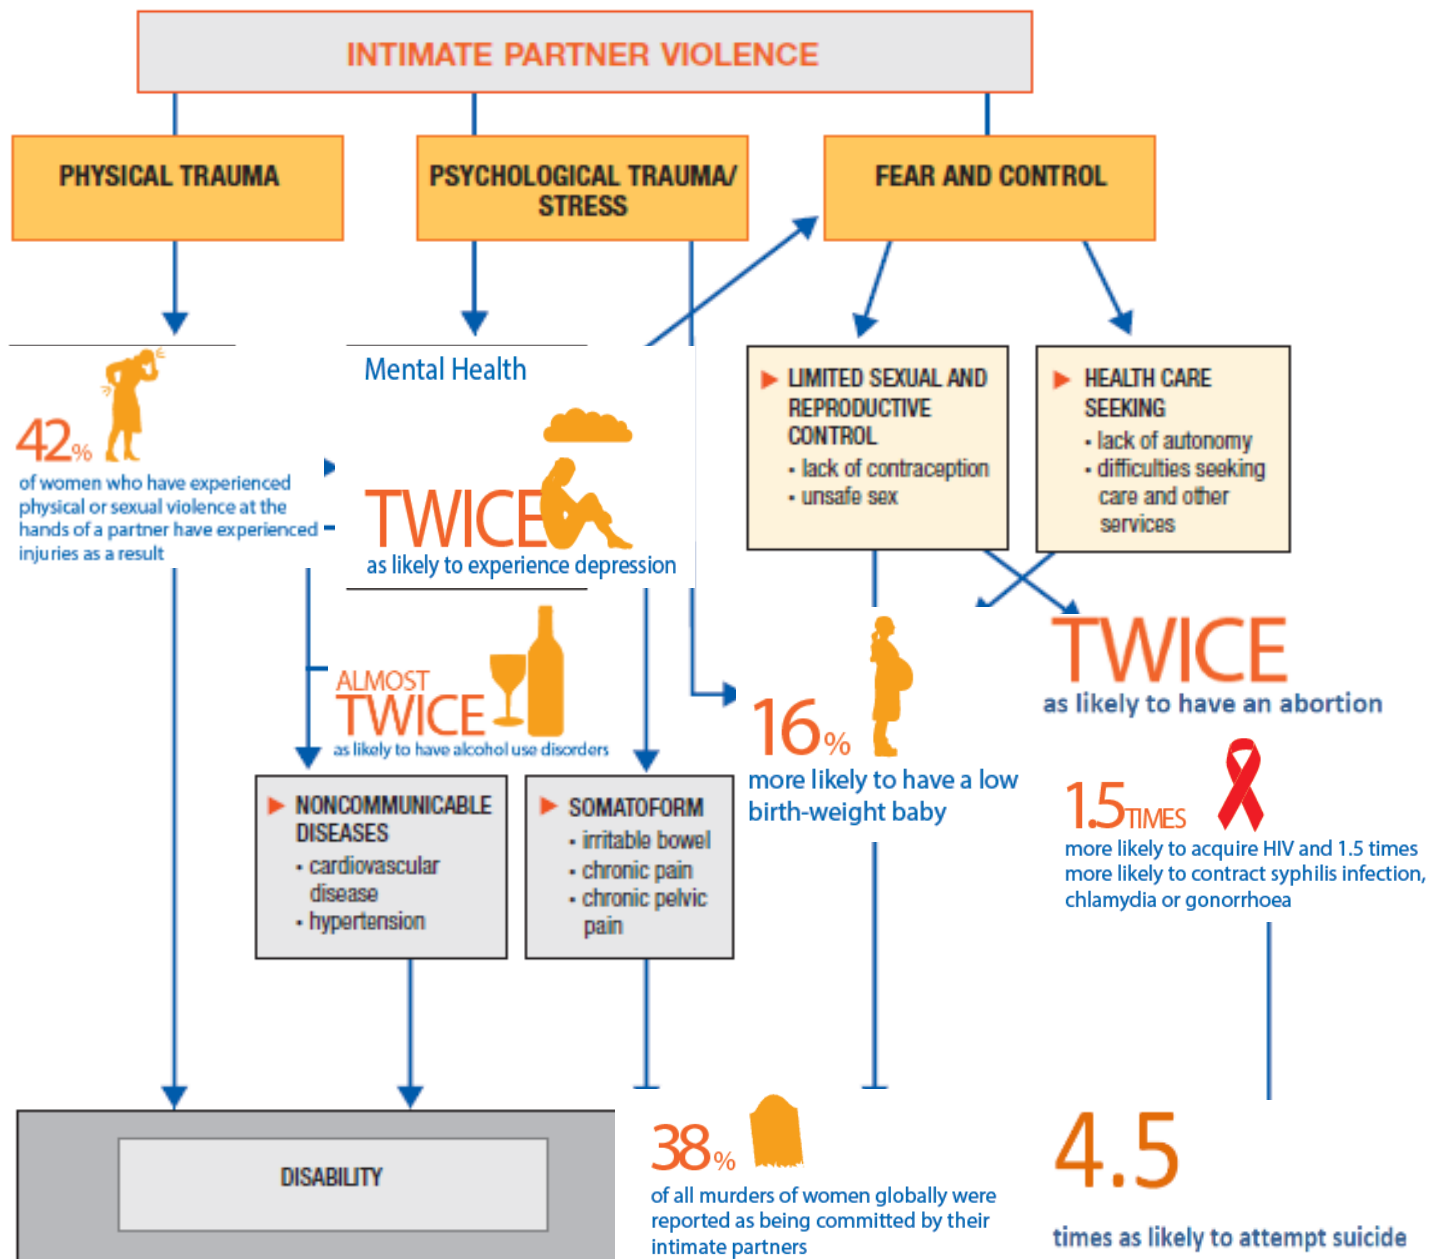 INTIMATE PARTNER VIOLENCE
PHYSICAL TRAUMA
PSYCHOLOGICAL TRAUMA/
STRESS
FEAR AND CONTROL
42%
of women who have experienced
physical or sexual violence at the
hands of a partner have experienced
injuries as a result
Mental Health
TWICE
as likely to experience depression
LIMITED SEXUAL AND
REPRODUCTIVE
CONTROL
• lack of contraception
• unsafe sex
HEALTH CARE
SEEKING
• lack of autonomy
• difficulties seeking
care and other
services
ALMOST
TWICE
as likely to have alcohol use disorders
16%
more likely to have a low
birth-weight baby
TWICE
as likely to have an abortion
1.5 TIMES
more likely to acquire HIV and 1.5 times
more likely to contract syphilis infection,
chlamydia or gonorrhoea
NONCOMMUNICABLE
DISEASES
• cardiovascular
disease
• hypertension
SOMATOFORM
• irritable bowel
• chronic pain
• chronic pelvic
pain
DISABILITY
38%
of all murders of women globally were
reported as being committed by their
intimate partners
4.5
times as likely to attempt suicide